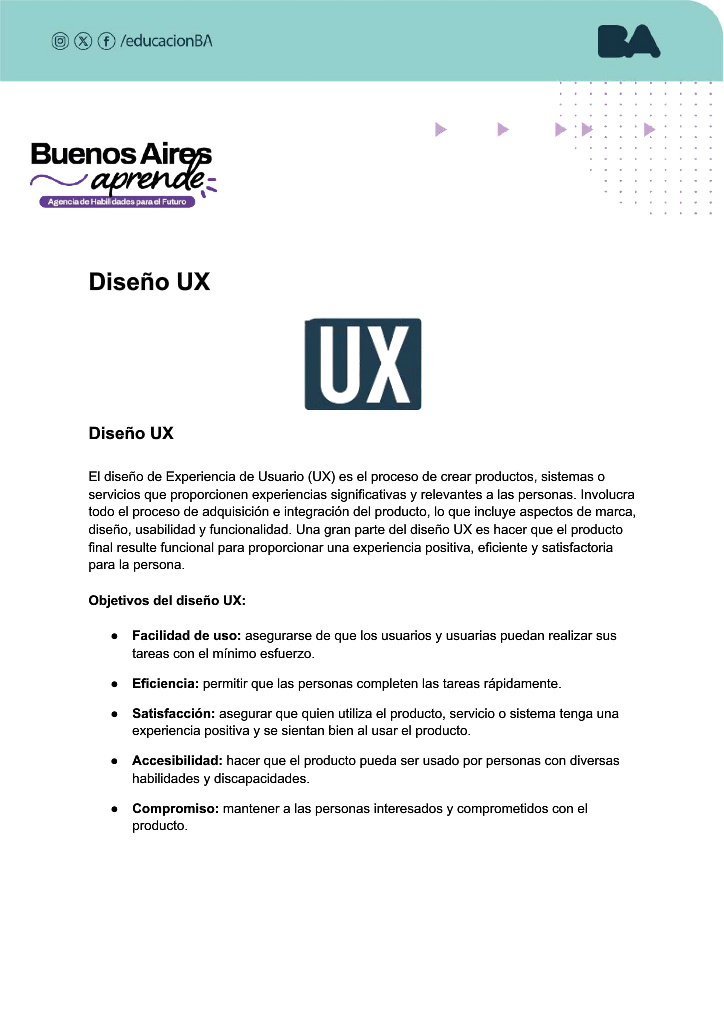 /educacionBA
BA
Buenos Aires
aprende
Agencia de Habilidades para el Futuro
Diseño UX
UX
Diseño UX
El diseño de Experiencia de Usuario (UX) es el proceso de crear productos, sistemas o
servicios que proporcionen experiencias significativas y relevantes a las personas. Involucra
todo el proceso de adquisición e integración del producto, lo que incluye aspectos de marca,
diseño, usabilidad y funcionalidad. Una gran parte del diseño UX es hacer que el producto
final resulte funcional para proporcionar una experiencia positiva, eficiente y satisfactoria
para la persona.
Objetivos del diseño UX:
● Facilidad de uso: asegurarse de que los usuarios y usuarias puedan realizar sus
tareas con el mínimo esfuerzo.
● Eficiencia: permitir que las personas completen las tareas rápidamente.
● Satisfacción: asegurar que quien utiliza el producto, servicio o sistema tenga una
experiencia positiva y se sientan bien al usar el producto.
● Accesibilidad: hacer que el producto pueda ser usado por personas con diversas
habilidades y discapacidades.
● Compromiso: mantener a las personas interesados y comprometidos con el
producto.